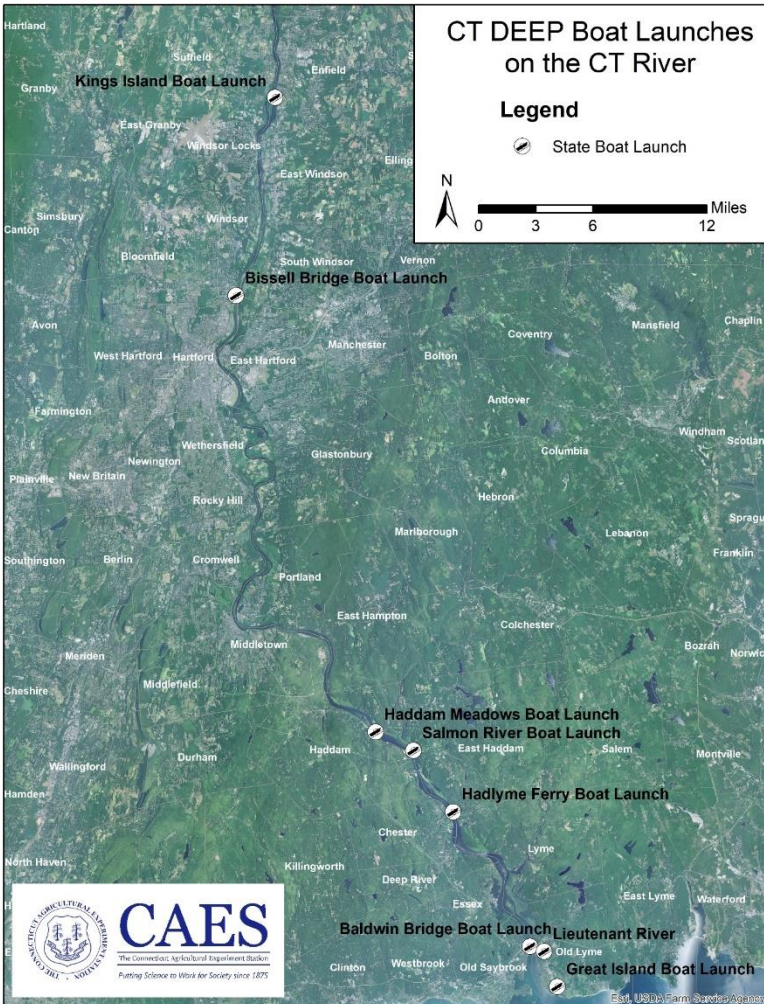 CT DEEP Boat Launches
on the CT River
Legend
State Boat Launch
N
Miles
0 3 6 12
Hartland
Suffield
Enfield
Kings Island Boat Launch
Granby
East Granby
Windsor Locks
East Windsor
Simsbury
Windsor
Canton
Bloomfield
South Windsor
Vernon
Bissell Bridge Boat Launch
Avon
West Hartford
Hartford
East Hartford
Manchester
Bolton
Coventry
Mansfield
Chaplin
Andover
Farmington
Wethersfield
Glastonbury
Columbia
Windham
Newington
New Britain
Plainville
Rocky Hill
Hebron
Marlborough
Lebanon
Franklin
Southington
Berlin
Cromwell
Portland
East Hampton
Colchester
Bozrah
Middletown
Meriden
Cheshire
Middlefield
Haddam Meadows Boat Launch
Salmon River Boat Launch
Haddam
East Haddam
Salem
Montville
Durham
Wallingford
Hamden
Hadlyme Ferry Boat Launch
Chester
Lyme
North Haven
Killingworth
Deep River
Essex
East Lyme
Waterford
Baldwin Bridge Boat Launch
Lieutenant River
Old Lyme
Clinton
Westbrook
Old Saybrook
Great Island Boat Launch
THE CONNECTICUT AGRICULTURAL EXPERIMENT STATION
CAES
The Connecticut Agricultural Experiment Station
Putting Science to Work for Society since 1875
Esri, USDA Farm Service Agency